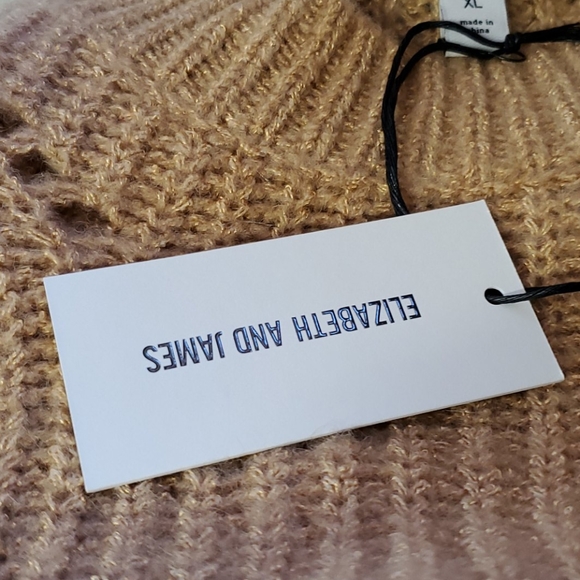 XL
made in
china
ELIZABETH AND JAMES